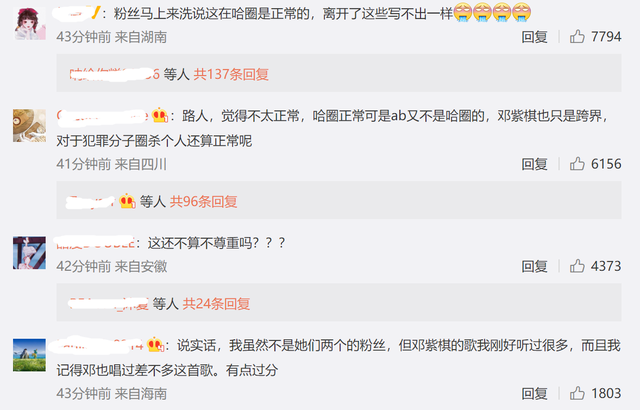 ：粉丝马上来洗说这在哈圈是正常的，离开了这些写不出一样
43分钟前 来自湖南 回复 7794
等人 共137条回复
：路人，觉得不太正常，哈圈正常可是ab又不是哈圈的，邓紫棋也只是跨界，
对于犯罪分子圈杀个人还算正常呢
41分钟前 来自四川 回复 6156
等人 共96条回复
：这还不算不尊重吗？？？
42分钟前 来自安徽 回复 4373
等人 共24条回复
：说实话，我虽然不是她们两个的粉丝，但邓紫棋的歌我刚好听过很多，而且我
记得邓也唱过差不多这首歌。有点过分
43分钟前 来自海南 回复 1803